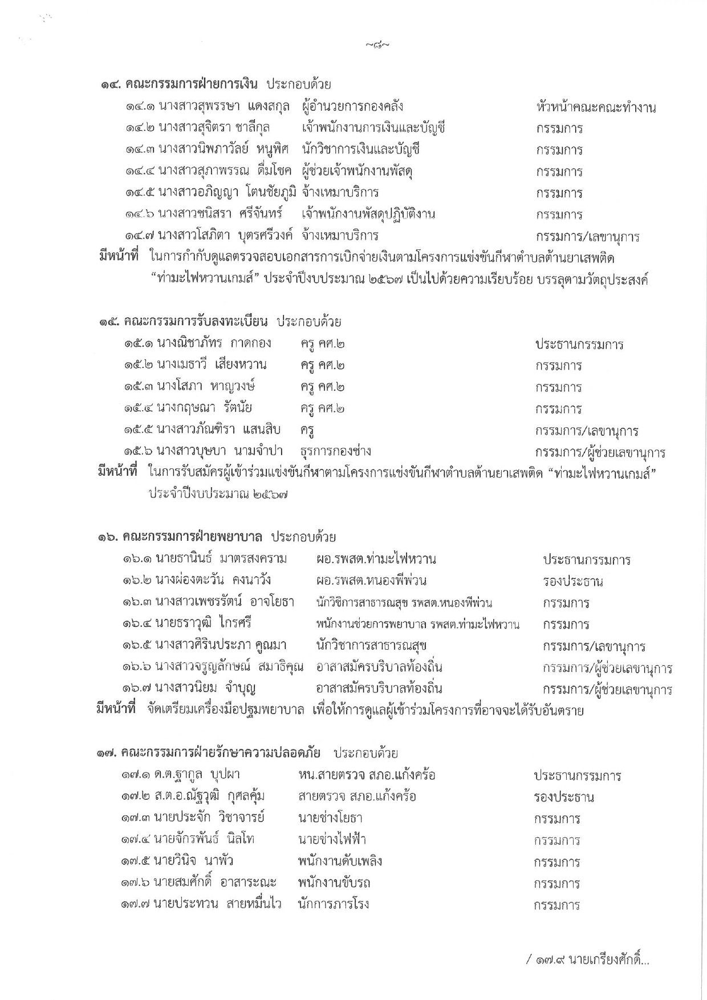 ~๘~
๑๔. คณะกรรมการฝ่ายการเงิน ประกอบด้วย
๑๔.๑ นางสาวสุพรรษา แดงสกุล ผู้อำนวยการกองคลัง หัวหน้าคณะคณะทำงาน
๑๔.๒ นางสาวสุจิตรา ชาลีกุล เจ้าพนักงานการเงินและบัญชี กรรมการ
๑๔.๓ นางสาวนิพภาวัลย์ หนูพิศ นักวิชาการเงินและบัญชี กรรมการ
๑๔.๔ นางสาวสุภาพรรณ ดื่มโชค ผู้ช่วยเจ้าพนักงานพัสดุ กรรมการ
๑๔.๕ นางสาวอภิญญา โตนชัยภูมิ จ้างเหมาบริการ กรรมการ
๑๔.๖ นางสาวชนิสรา ศรีจันทร์ เจ้าพนักงานพัสดุปฏิบัติงาน กรรมการ
๑๔.๗ นางสาวโสภิตา บุตรศรีวงค์ จ้างเหมาบริการ กรรมการ/เลขานุการ
มีหน้าที่ ในการกำกับดูแลตรวจสอบเอกสารการเบิกจ่ายเงินตามโครงการแข่งขันกีฬาตำบลต้านยาเสพติด
“ท่ามะไฟหวานเกมส์” ประจำปีงบประมาณ ๒๕๖๗ เป็นไปด้วยความเรียบร้อย บรรลุตามวัตถุประสงค์
๑๕. คณะกรรมการรับลงทะเบียน ประกอบด้วย
๑๕.๑ นางณิชาภัทร กาดกอง ครู คศ.๒ ประธานกรรมการ
๑๕.๒ นางเมธาวี เสียงหวาน ครู คศ.๒ กรรมการ
๑๕.๓ นางโสภา หาญวงษ์ ครู คศ.๒ กรรมการ
๑๕.๔ นางกฤษณา รัตนัย ครู คศ.๒ กรรมการ
๑๕.๕ นางสาวภัณฑิรา แสนสิบ ครู กรรมการ/เลขานุการ
๑๕.๖ นางสาวบุษบา นามจำปา ธุรการกองช่าง กรรมการ/ผู้ช่วยเลขานุการ
มีหน้าที่ ในการรับสมัครผู้เข้าร่วมแข่งขันกีฬาตามโครงการแข่งขันกีฬาตำบลต้านยาเสพติด “ท่ามะไฟหวานเกมส์”
ประจำปีงบประมาณ ๒๕๖๗
๑๖. คณะกรรมการฝ่ายพยาบาล ประกอบด้วย
๑๖.๑ นายธานินธ์ มาตรสงคราม ผอ.รพสต.ท่ามะไฟหวาน ประธานกรรมการ
๑๖.๒ นางผ่องตะวัน คงนาวัง ผอ.รพสต.หนองพีพ่วน รองประธาน
๑๖.๓ นางสาวเพชรรัตน์ อาจโยธา นักวิชิการสาธารณสุข รพสต.หนองพีพ่วน กรรมการ
๑๖.๔ นายธราวุฒิ ไกรศรี พนักงานช่วยการพยาบาล รพสต.ท่ามะไฟหวาน กรรมการ
๑๖.๕ นางสาวศิรินประภา คูณมา นักวิชาการสาธารณสุข กรรมการ/เลขานุการ
๑๖.๖ นางสาวจรูญลักษณ์ สมาธิคุณ อาสาสมัครบริบาลท้องถิ่น กรรมการ/ผู้ช่วยเลขานุการ
๑๖.๗ นางสาวนิยม จำบุญ อาสาสมัครบริบาลท้องถิ่น กรรมการ/ผู้ช่วยเลขานุการ
มีหน้าที่ จัดเตรียมเครื่องมือปฐมพยาบาล เพื่อให้การดูแลผู้เข้าร่วมโครงการที่อาจจะได้รับอันตราย
๑๗. คณะกรรมการฝ่ายรักษาความปลอดภัย ประกอบด้วย
๑๗.๑ ด.ต.ฐากูล บุปผา หน.สายตรวจ สภอ.แก้งคร้อ ประธานกรรมการ
๑๗.๒ ส.ต.อ.ณัฐวุฒิ กุศลคุ้ม สายตรวจ สภอ.แก้งคร้อ รองประธาน
๑๗.๓ นายประจัก วิชาจารย์ นายช่างโยธา กรรมการ
๑๗.๔ นายจักรพันธ์ นิลโท นายช่างไฟฟ้า กรรมการ
๑๗.๕ นายวินิจ นาพัว พนักงานดับเพลิง กรรมการ
๑๗.๖ นายสมศักดิ์ อาสาระณะ พนักงานขับรถ กรรมการ
๑๗.๗ นายประทวน สายหมื่นไว นักการภารโรง กรรมการ
/ ๑๗.๙ นายเกรียงศักดิ์...